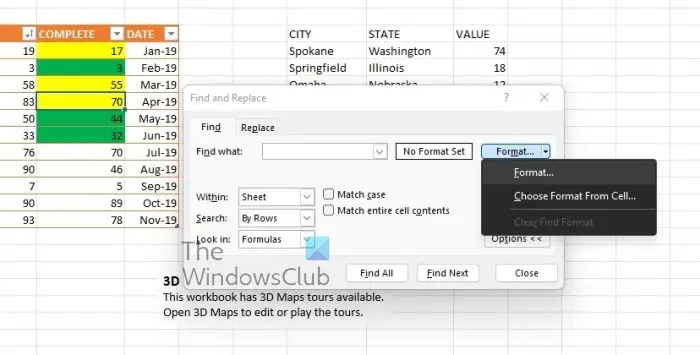 COMPLETE DATE CITY STATE VALUE
19 17 Jan-19 Spokane Washington 74
3 3 Feb-19 Springfield Illinois 18
58 55 Mar-19 Omaha Nebraska 12
83 70 Apr-19
50 44 May-19
33 32 Jun-19
76 70 Jul-19
90 46 Aug-19
7 5 Sep-19
90 89 Oct-19
93 78 Nov-19
Find and Replace ? ×
Find Replace
Find what: No Format Set Format...
Format...
Choose Format From Cell...
Clear Find Format
Within: Sheet Match case
Search: By Rows Match entire cell contents
Look in: Formulas Options <<
Find All Find Next Close
The
WindowsClub
3D
This workbook has 3D Maps tours available.
Open 3D Maps to edit or play the tours.